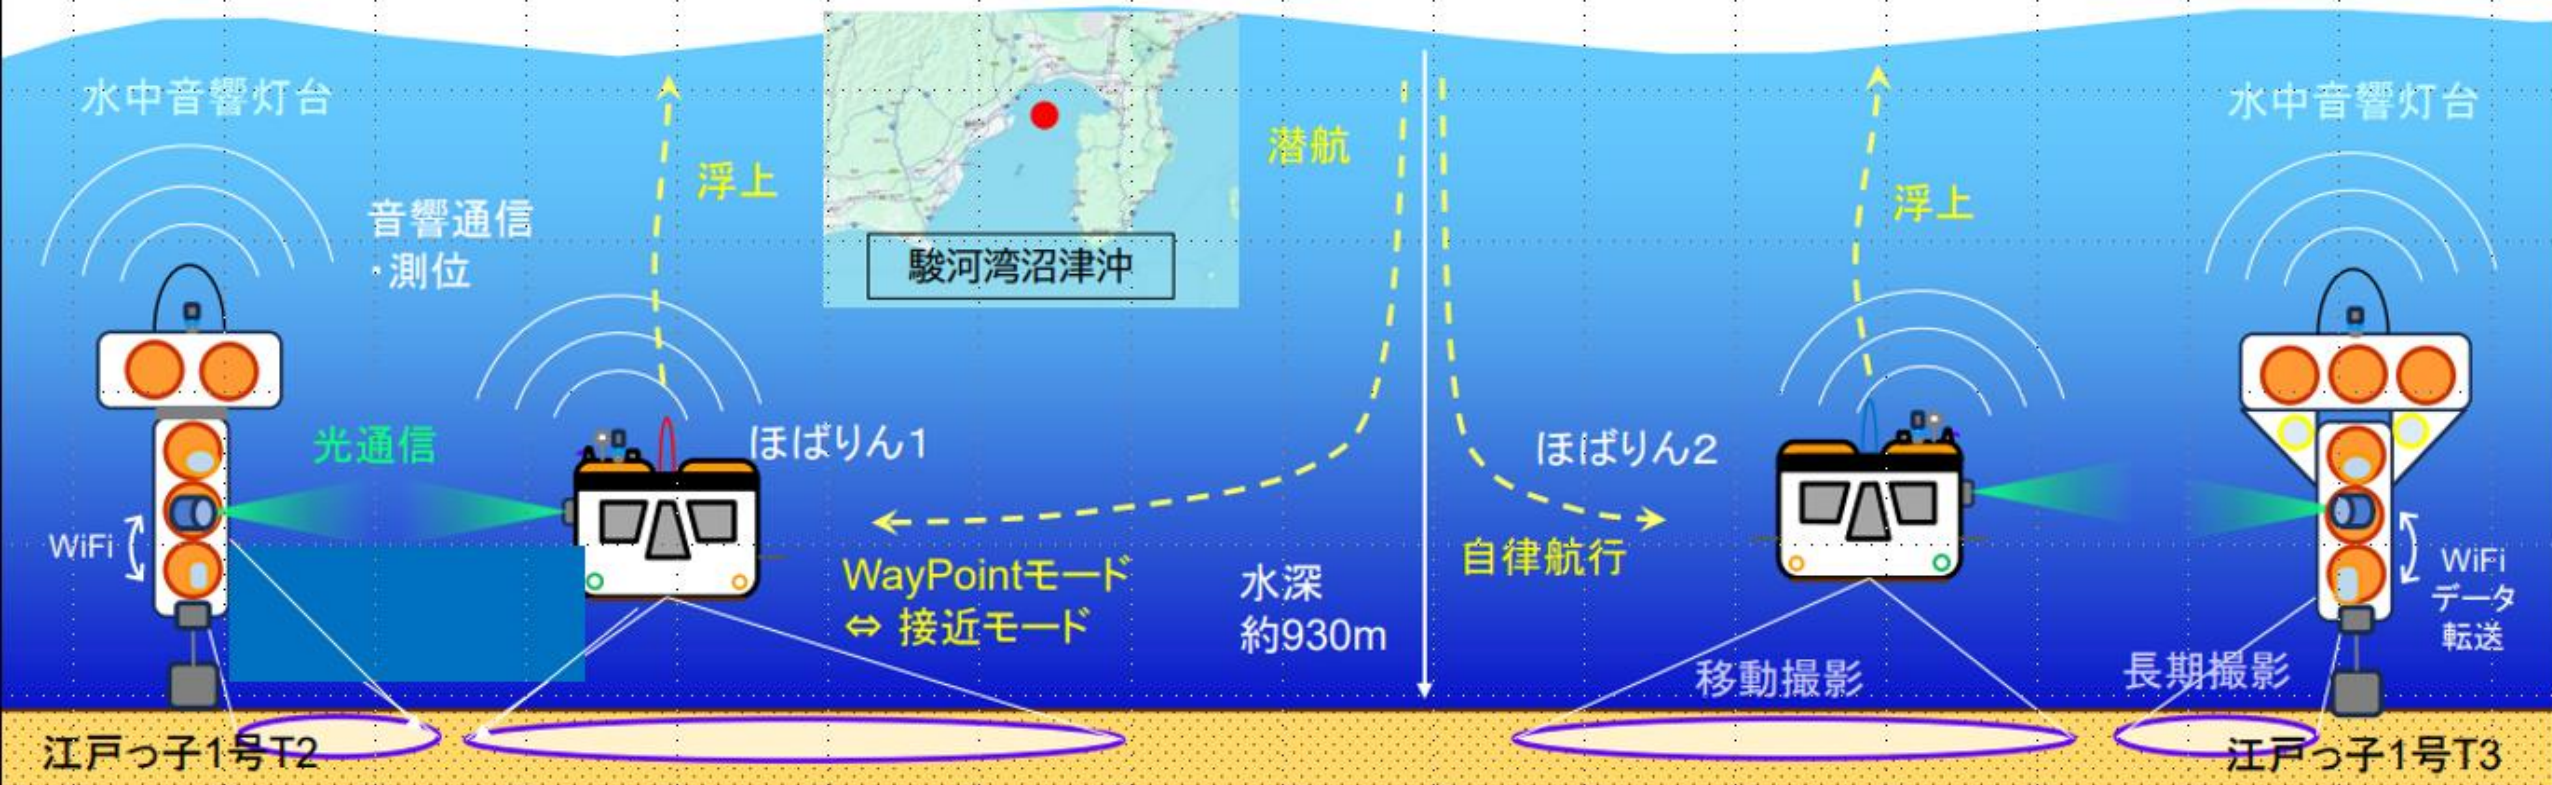 水中音響灯台
音響通信
・測位
浮上
駿河湾沼津沖
潜航
浮上
水中音響灯台
光通信
ほばりん1
ほばりん2
WiFi
WayPointモード
⇔ 接近モード
水深
約930m
自律航行
WiFi
データ
転送
移動撮影
長期撮影
江戸っ子1号T2
江戸っ子1号T3